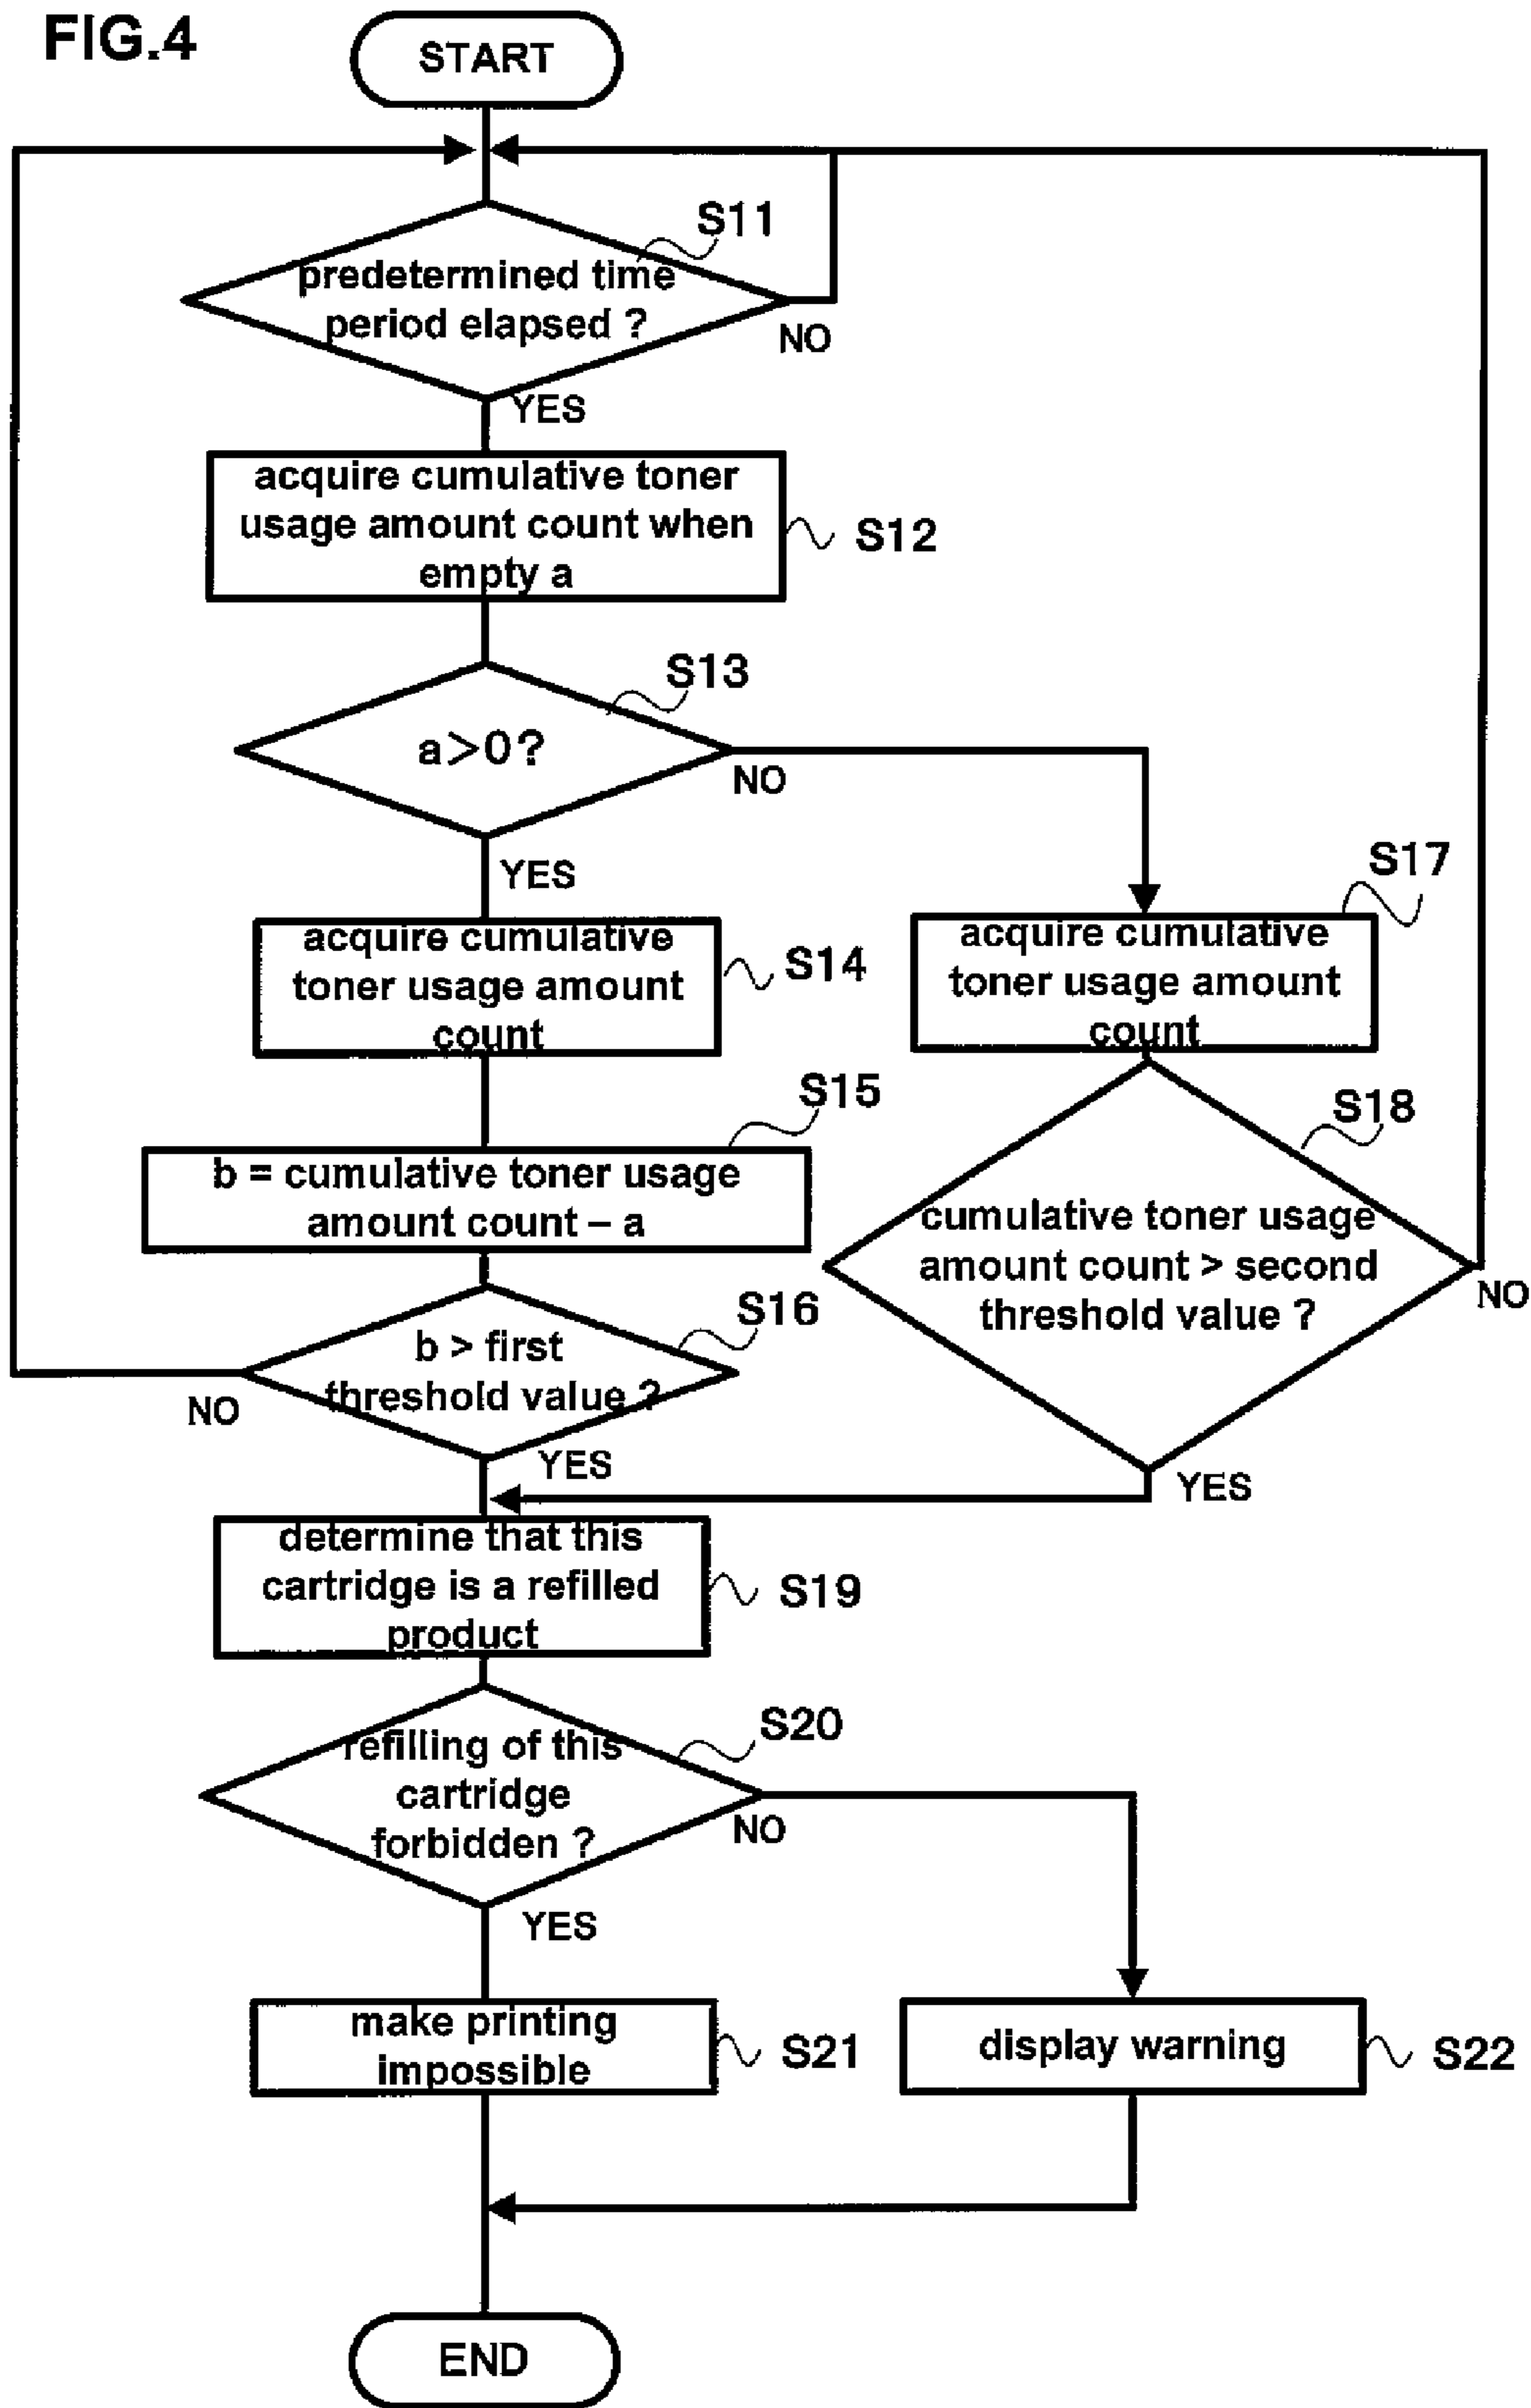 FIG.4
START
S11
predetermined time
period elapsed ?
NO
YES
acquire cumulative toner
usage amount count when
empty a
S12
S13
a>0?
NO
YES
S17
acquire cumulative
toner usage amount
count
S14
acquire cumulative
toner usage amount
count
S15
b = cumulative toner usage
amount count – a
S18
cumulative toner usage
amount count > second
threshold value ?
NO
YES
S16
b > first
threshold value ?
NO
YES
determine that this
cartridge is a refilled
product
S19
S20
refilling of this
cartridge
forbidden ?
NO
YES
make printing
impossible
S21
display warning
S22
END